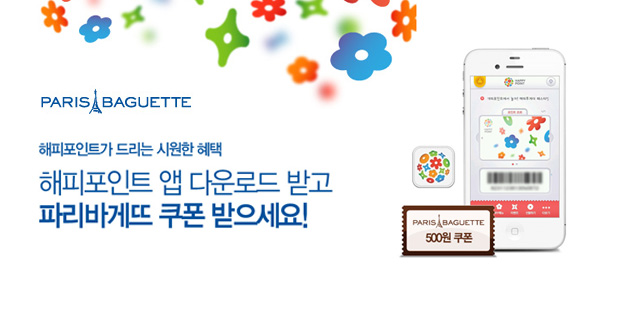 PARIS BAGUETTE
해피포인트가 드리는 시원한 혜택
해피포인트 앱 다운로드 받고
파리바게뜨 쿠폰 받으세요!
HAPPY POINT
PARIS BAGUETTE
500원 쿠폰